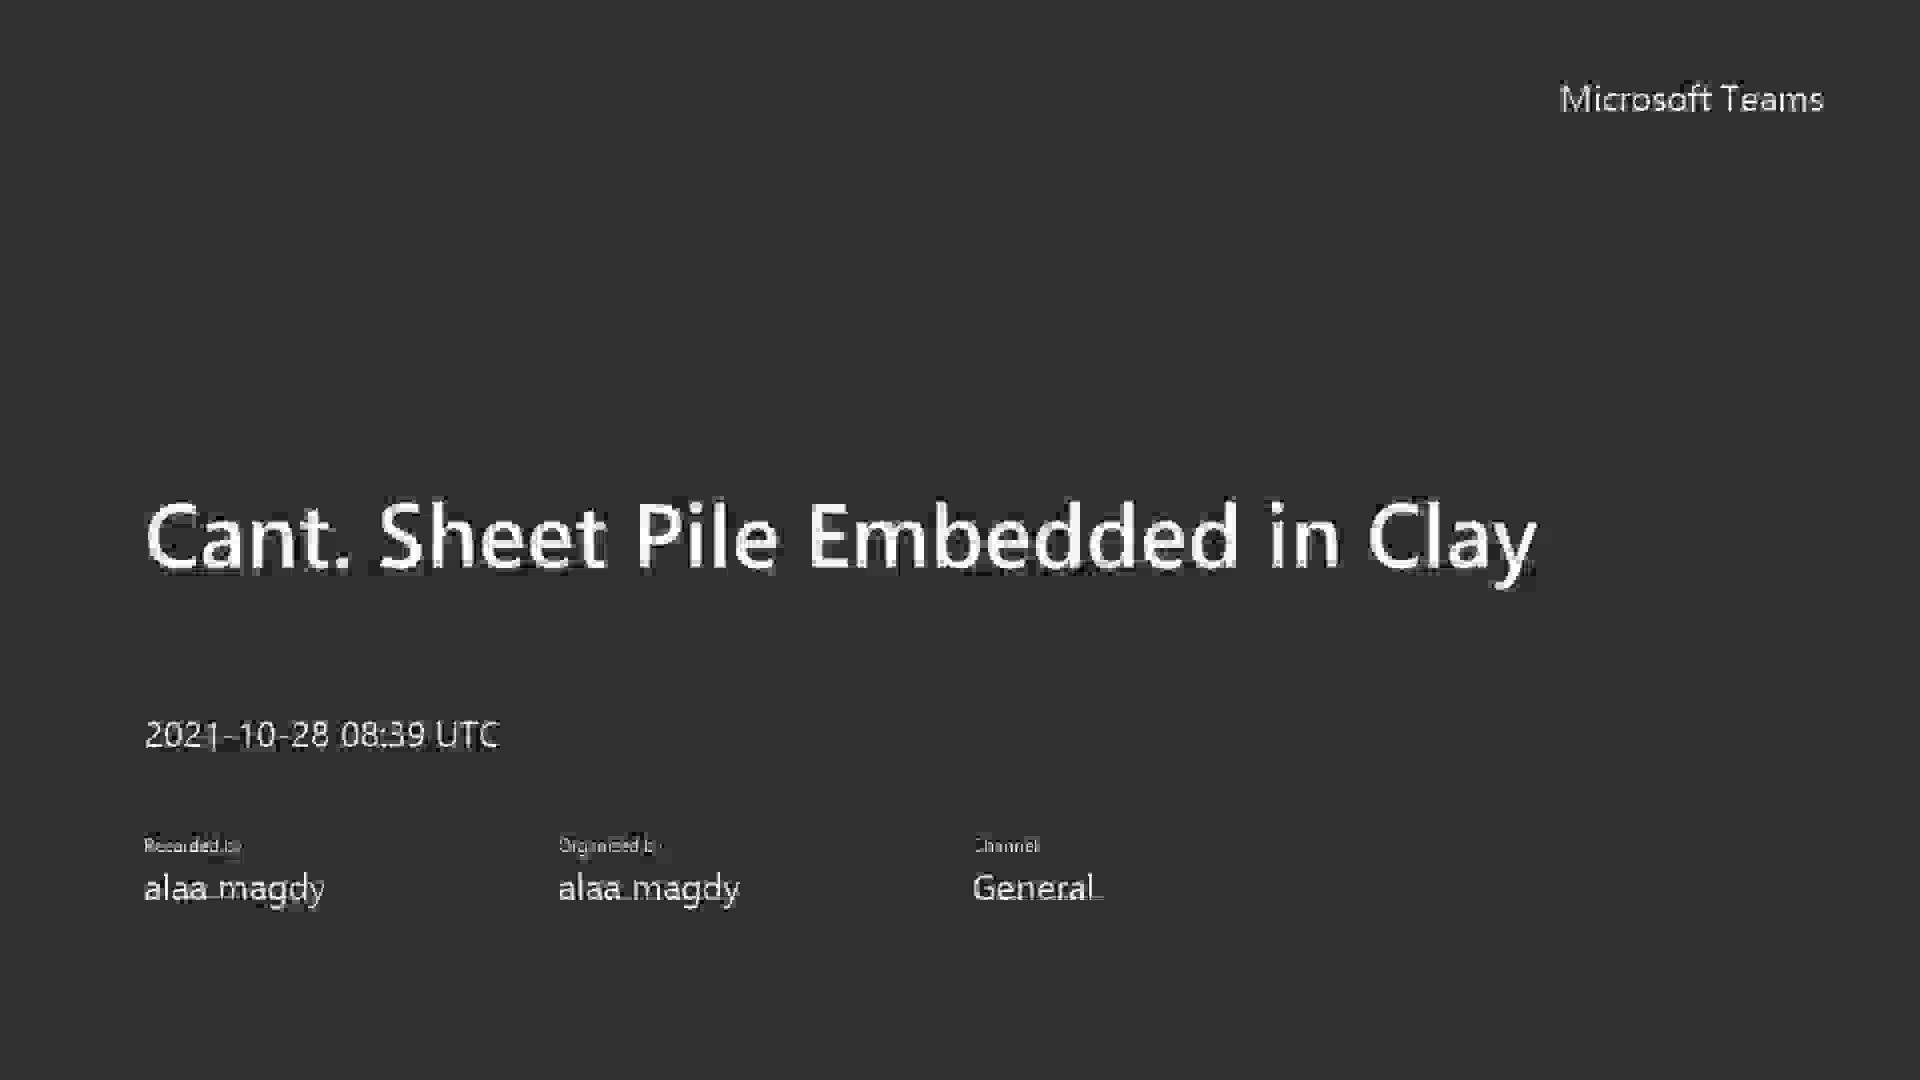 Microsoft Teams
Cant. Sheet Pile Embedded in Clay
2021-10-28 08:39 UTC
Recorded by Organized by Channel
alaa magdy alaa magdy General